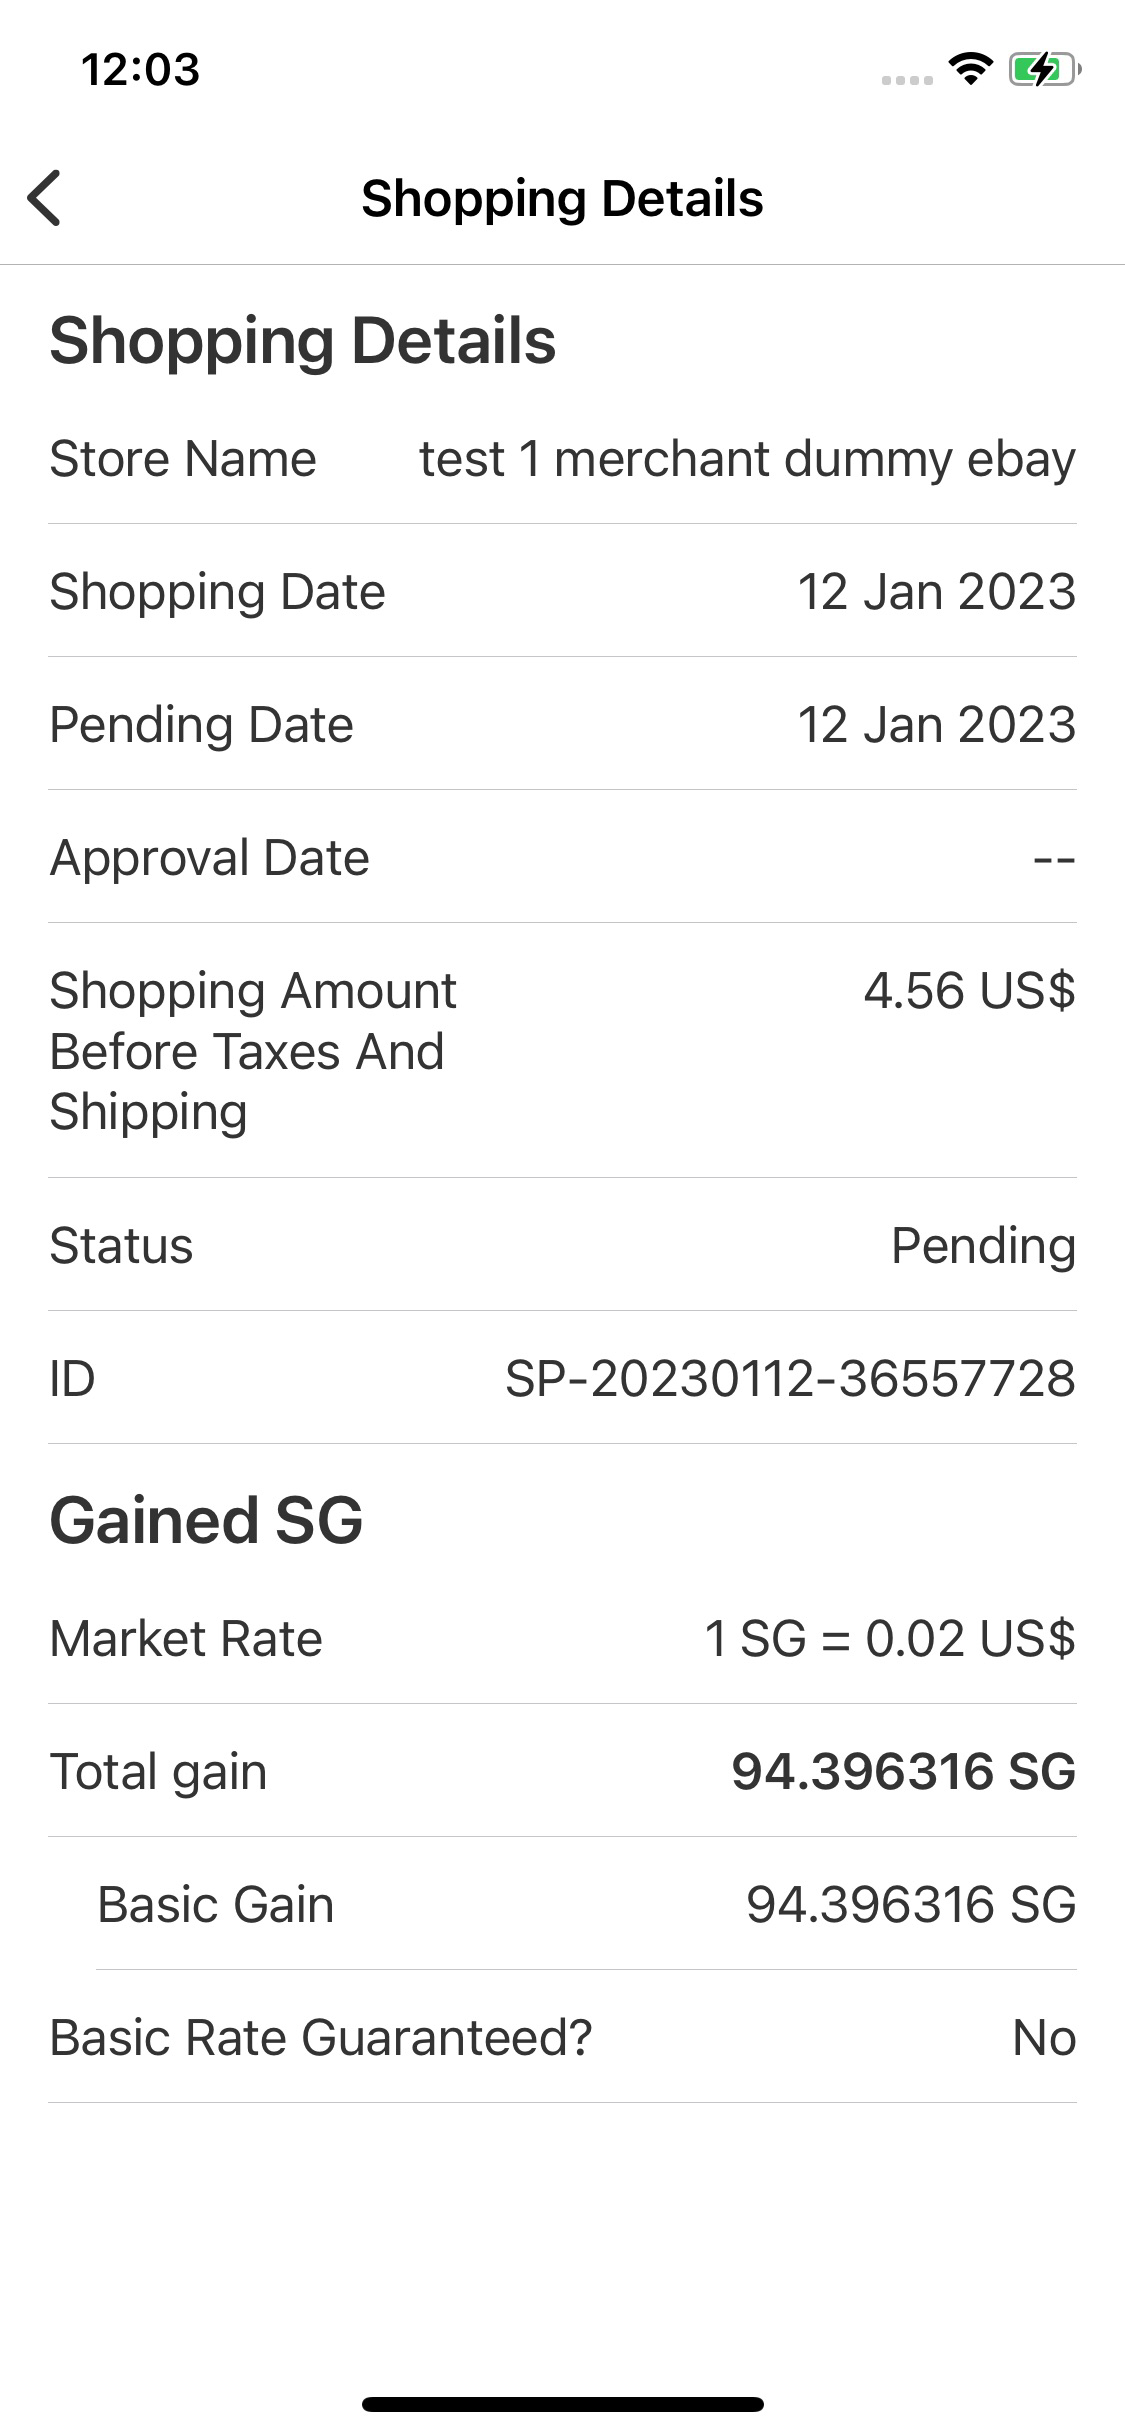 12:03
Shopping Details
Shopping Details
Store Name test 1 merchant dummy ebay
Shopping Date 12 Jan 2023
Pending Date 12 Jan 2023
Approval Date --
Shopping Amount 4.56 US$
Before Taxes And
Shipping
Status Pending
ID SP-20230112-36557728
Gained SG
Market Rate 1 SG = 0.02 US$
Total gain 94.396316 SG
Basic Gain 94.396316 SG
Basic Rate Guaranteed? No